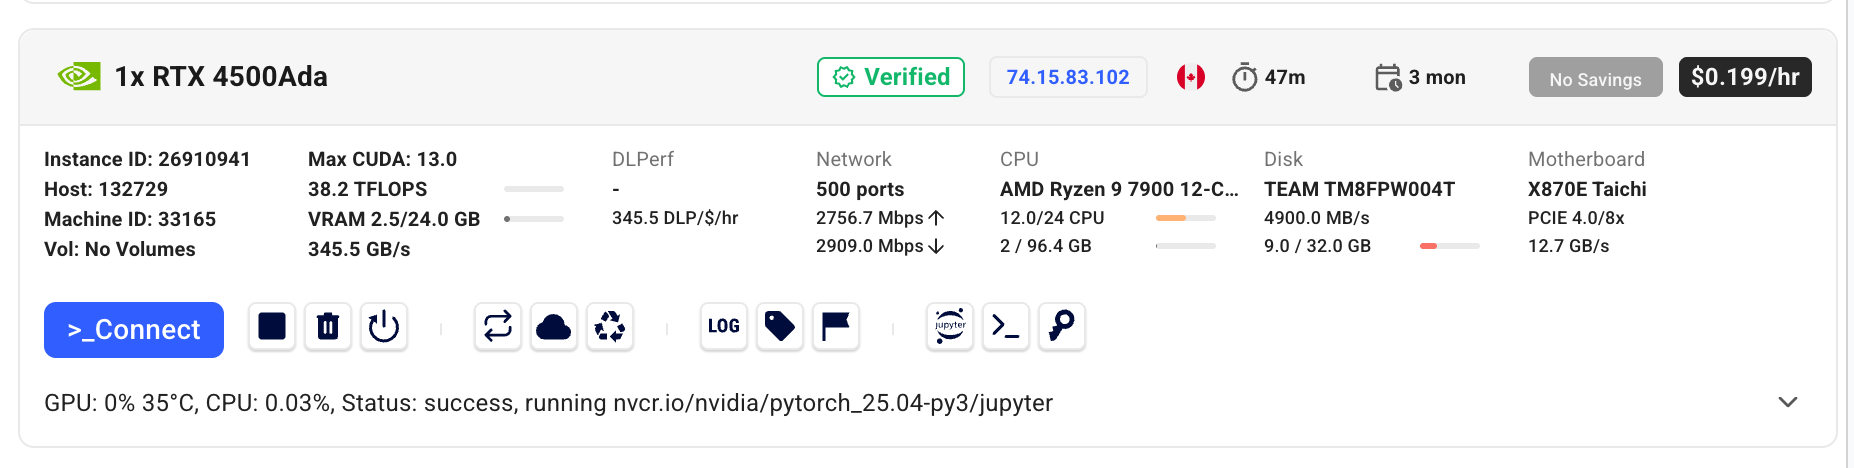 1x RTX 4500Ada
Verified
74.15.83.102
47m
3 mon
No Savings
$0.199/hr
Instance ID: 26910941
Host: 132729
Machine ID: 33165
Vol: No Volumes
Max CUDA: 13.0
38.2 TFLOPS
VRAM 2.5/24.0 GB
345.5 GB/s
DLPerf
-
345.5 DLP/$/hr
Network
500 ports
2756.7 Mbps ↑
2909.0 Mbps ↓
CPU
AMD Ryzen 9 7900 12-C...
12.0/24 CPU
2 / 96.4 GB
Disk
TEAM TM8FPW004T
4900.0 MB/s
9.0 / 32.0 GB
Motherboard
X870E Taichi
PCIE 4.0/8x
12.7 GB/s
>_Connect
LOG
jupyter
GPU: 0% 35°C, CPU: 0.03%, Status: success, running nvcr.io/nvidia/pytorch_25.04-py3/jupyter